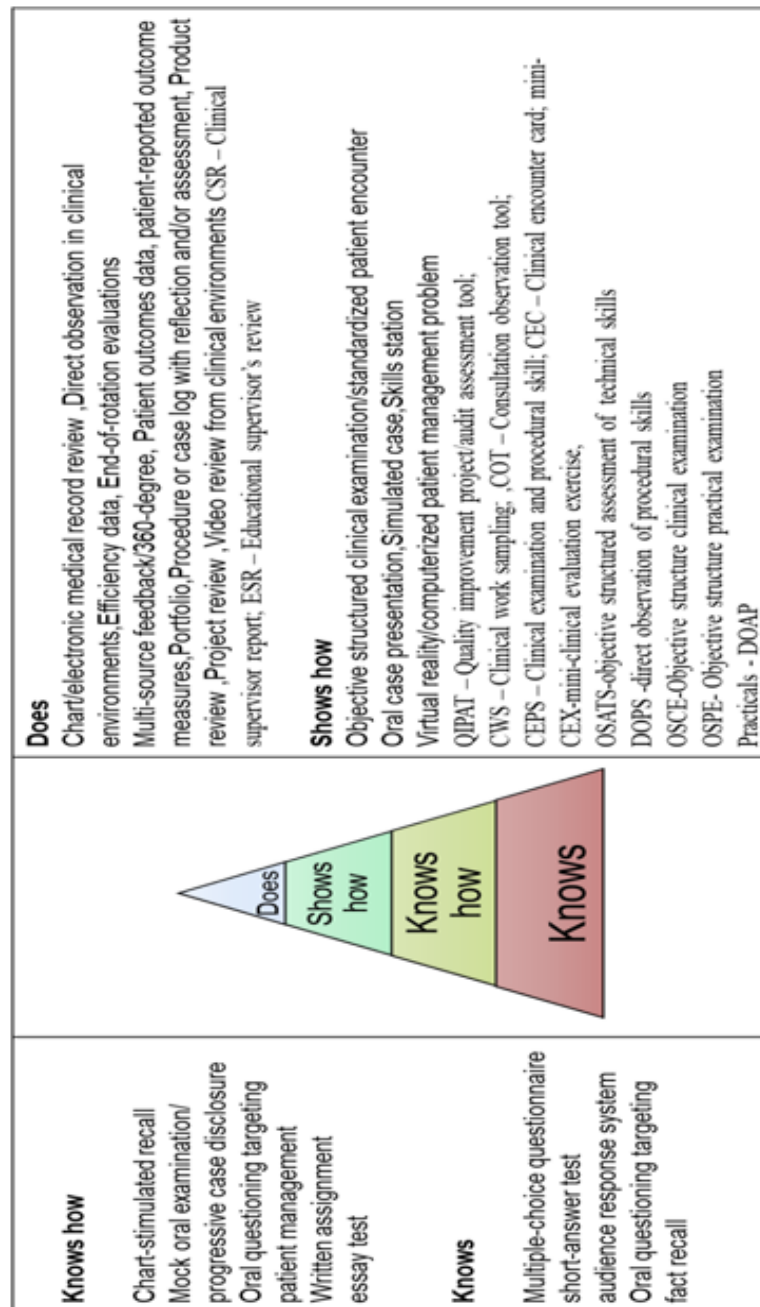 Knows how
Chart-stimulated recall
Mock oral examination/
progressive case disclosure
Oral questioning targeting
patient management
Written assignment
essay test
Knows
Multiple-choice questionnaire
short-answer test
audience response system
Oral questioning targeting
fact recall
Does
Shows
how
Knows
how
Knows
Does
Chart/electronic medical record review ,Direct observation in clinical
environments,Efficiency data, End-of-rotation evaluations
Multi-source feedback/360-degree, Patient outcomes data, patient-reported outcome
measures,Portfolio,Procedure or case log with reflection and/or assessment, Product
review ,Project review ,Video review from clinical environments CSR – Clinical
supervisor report; ESR – Educational supervisor's review
Shows how
Objective structured clinical examination/standardized patient encounter
Oral case presentation,Simulated case,Skills station
Virtual reality/computerized patient management problem
QIPAT – Quality improvement project/audit assessment tool;
CWS – Clinical work sampling; ,COT – Consultation observation tool;
CEPS – Clinical examination and procedural skill; CEC – Clinical encounter card; mini-
CEX-mini-clinical evaluation exercise,
OSATS-objective structured assessment of technical skills
DOPS -direct observation of procedural skills
OSCE-Objective structure clinical examination
OSPE- Objective structure practical examination
Practicals - DOAP